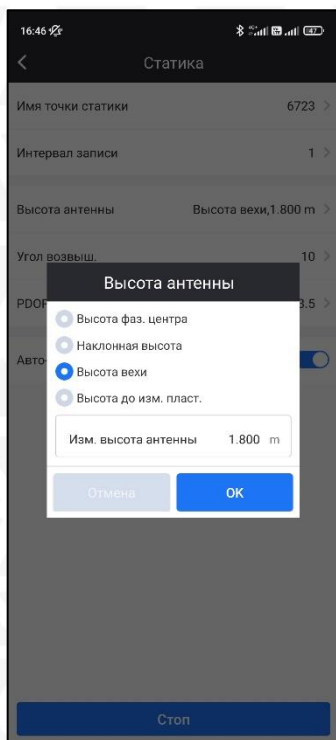 16:46
Статика
Имя точки статики 6723
Интервал записи 1
Высота антенны Высота вехи,1.800 m
Угол возвыш. 10
PDOP 3.5
Авто-
Высота антенны
Высота фаз. центра
Наклонная высота
Высота вехи
Высота до изм. пласт.
Изм. высота антенны 1.800 m
Отмена OK
Стоп